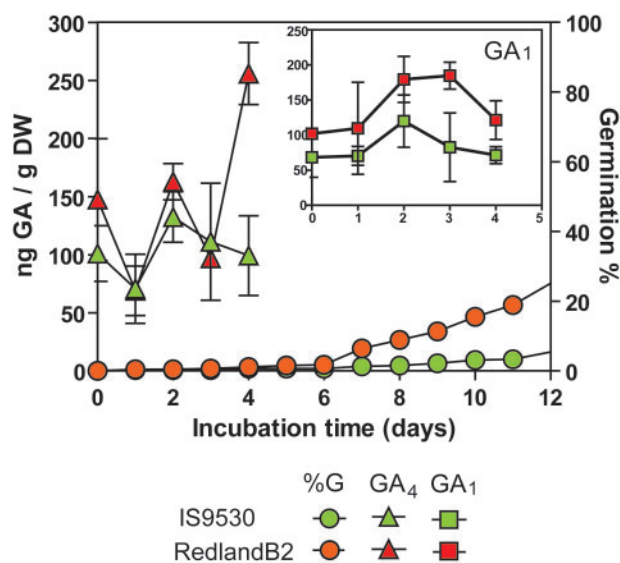 300
250
200
150
100
50
0
ng GA / g DW
0 2 4 6 8 10 12
Incubation time (days)
100
80
60
40
20
0
Germination %
GA1
250
200
150
100
50
0
0 1 2 3 4 5
%G GA4 GA1
IS9530
RedlandB2